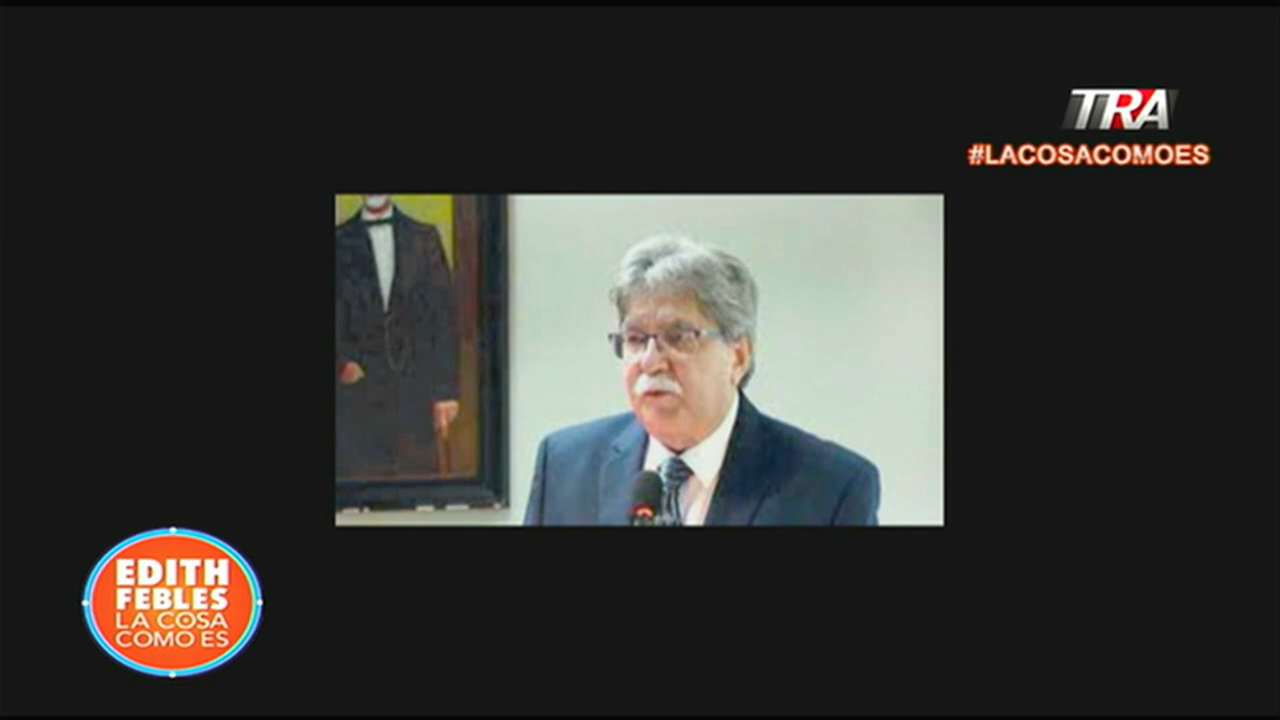 TRA
#LACOSACOMOES
EDITH
FEBLES
LA COSA
COMO ES